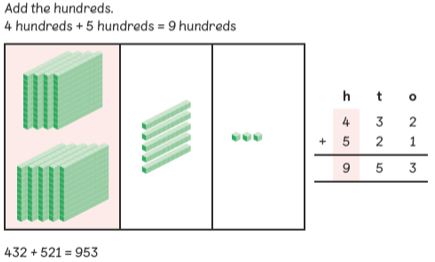 Add the hundreds.
4 hundreds + 5 hundreds = 9 hundreds
h t o
4 3 2
+ 5 2 1
9 5 3
432 + 521 = 953